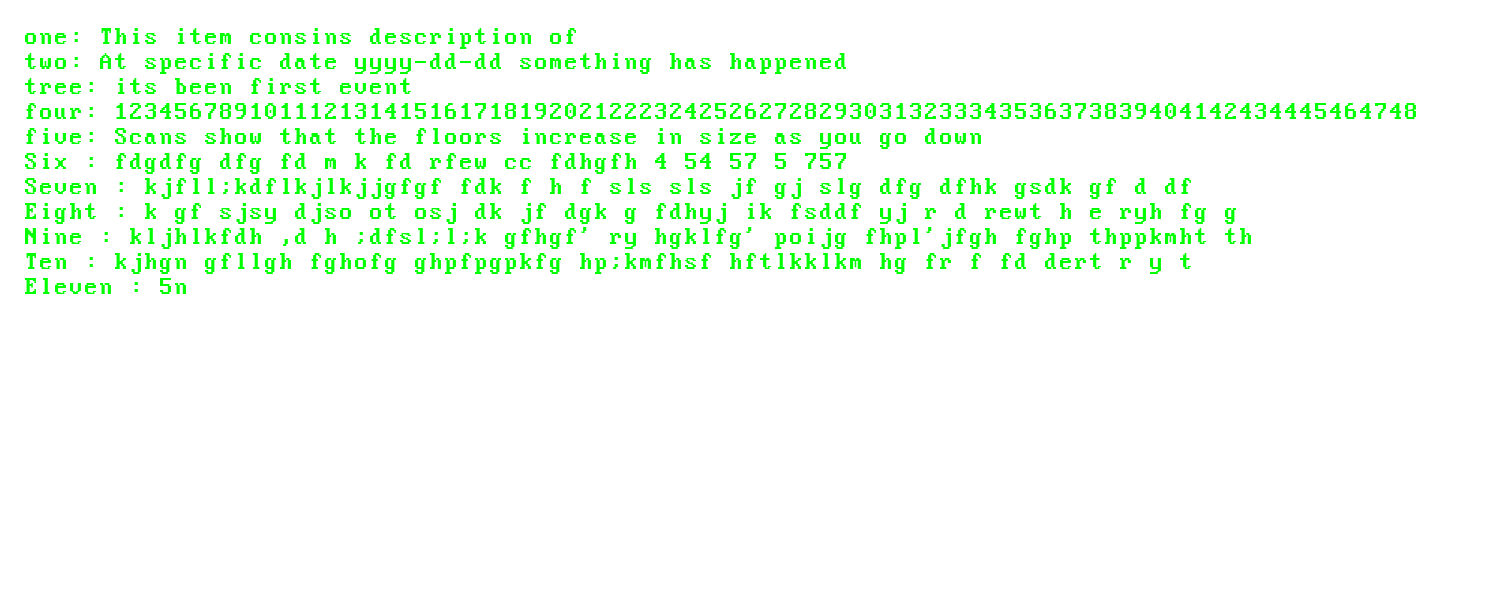 one: This item consins description of
two: At specific date yyyy-dd-dd something has happened
tree: its been first event
four: 123456789101112131415161718192021222324252627282930313233343536373839404142434445464748
five: Scans show that the floors increase in size as you go down
Six : fdgdfg dfg fd m k fd rfew cc fdhgfh 4 54 57 5 757
Seven : kjfll;kdflkjlkjjgfgf fdk f h f sls sls jf gj slg dfg dfhk gsdk gf d df
Eight : k gf sjsy djso ot osj dk jf dgk g fdhyj ik fsddf yj r d rewt h e ryh fg g
Nine : kljhlkfdh ,d h ;dfsl;l;k gfhgf' ry hgklfg' poijg fhpl'jfgh fghp thppkmht th
Ten : kjhgn gfllgh fghofg ghpfpgpkfg hp;kmfhsf hftlkklkm hg fr f fd dert r y t
Eleven : 5n